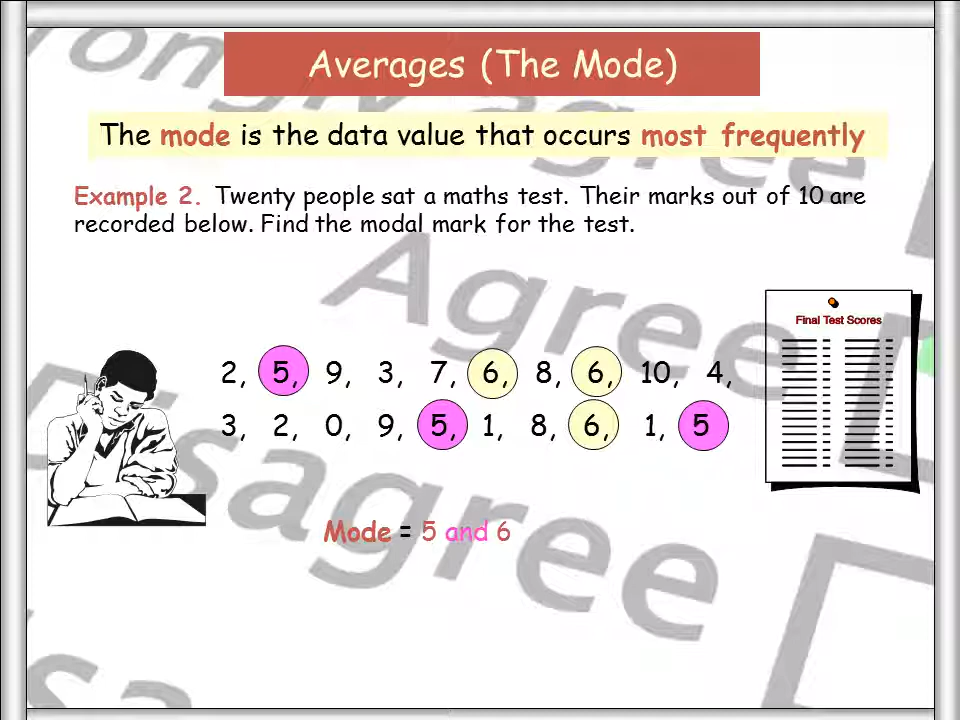 Averages (The Mode)
The mode is the data value that occurs most frequently
Example 2. Twenty people sat a maths test. Their marks out of 10 are
recorded below. Find the modal mark for the test.
Final Test Scores
2, 5, 9, 3, 7, 6, 8, 6, 10, 4,
3, 2, 0, 9, 5, 1, 8, 6, 1, 5
Mode = 5 and 6
ongly agree
Agree
Disagree
disag